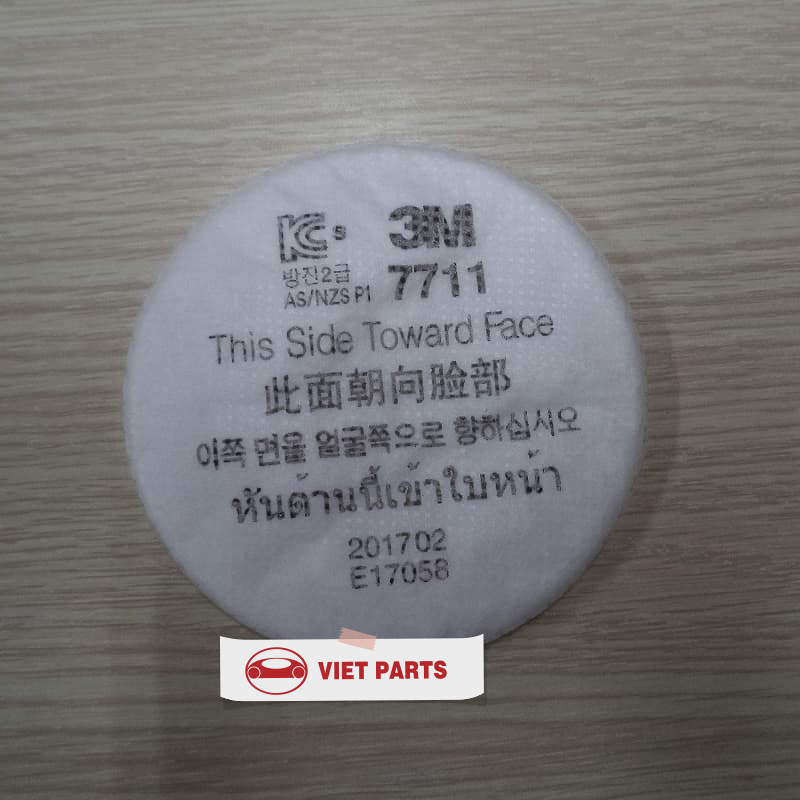 KCs 3M
방진2급 7711
AS/NZS P1
This Side Toward Face
此面朝向脸部
이쪽 면을 얼굴쪽으로 향하십시오
หันด้านนี้เข้าใบหน้า
201702
E17058
VIET PARTS